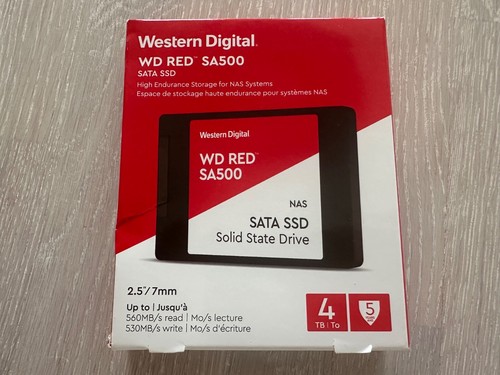 Western Digital.
WD RED™ SA500
SATA SSD
High Endurance Storage for NAS Systems
Espace de stockage haute endurance pour systèmes NAS
Western Digital
WD RED™
SA500
NAS
SATA SSD
Solid State Drive
2.5"/7mm
Up to | Jusqu'à
560MB/s read | Mo/s lecture
530MB/s write | Mo/s d'écriture
4
TB | To
5